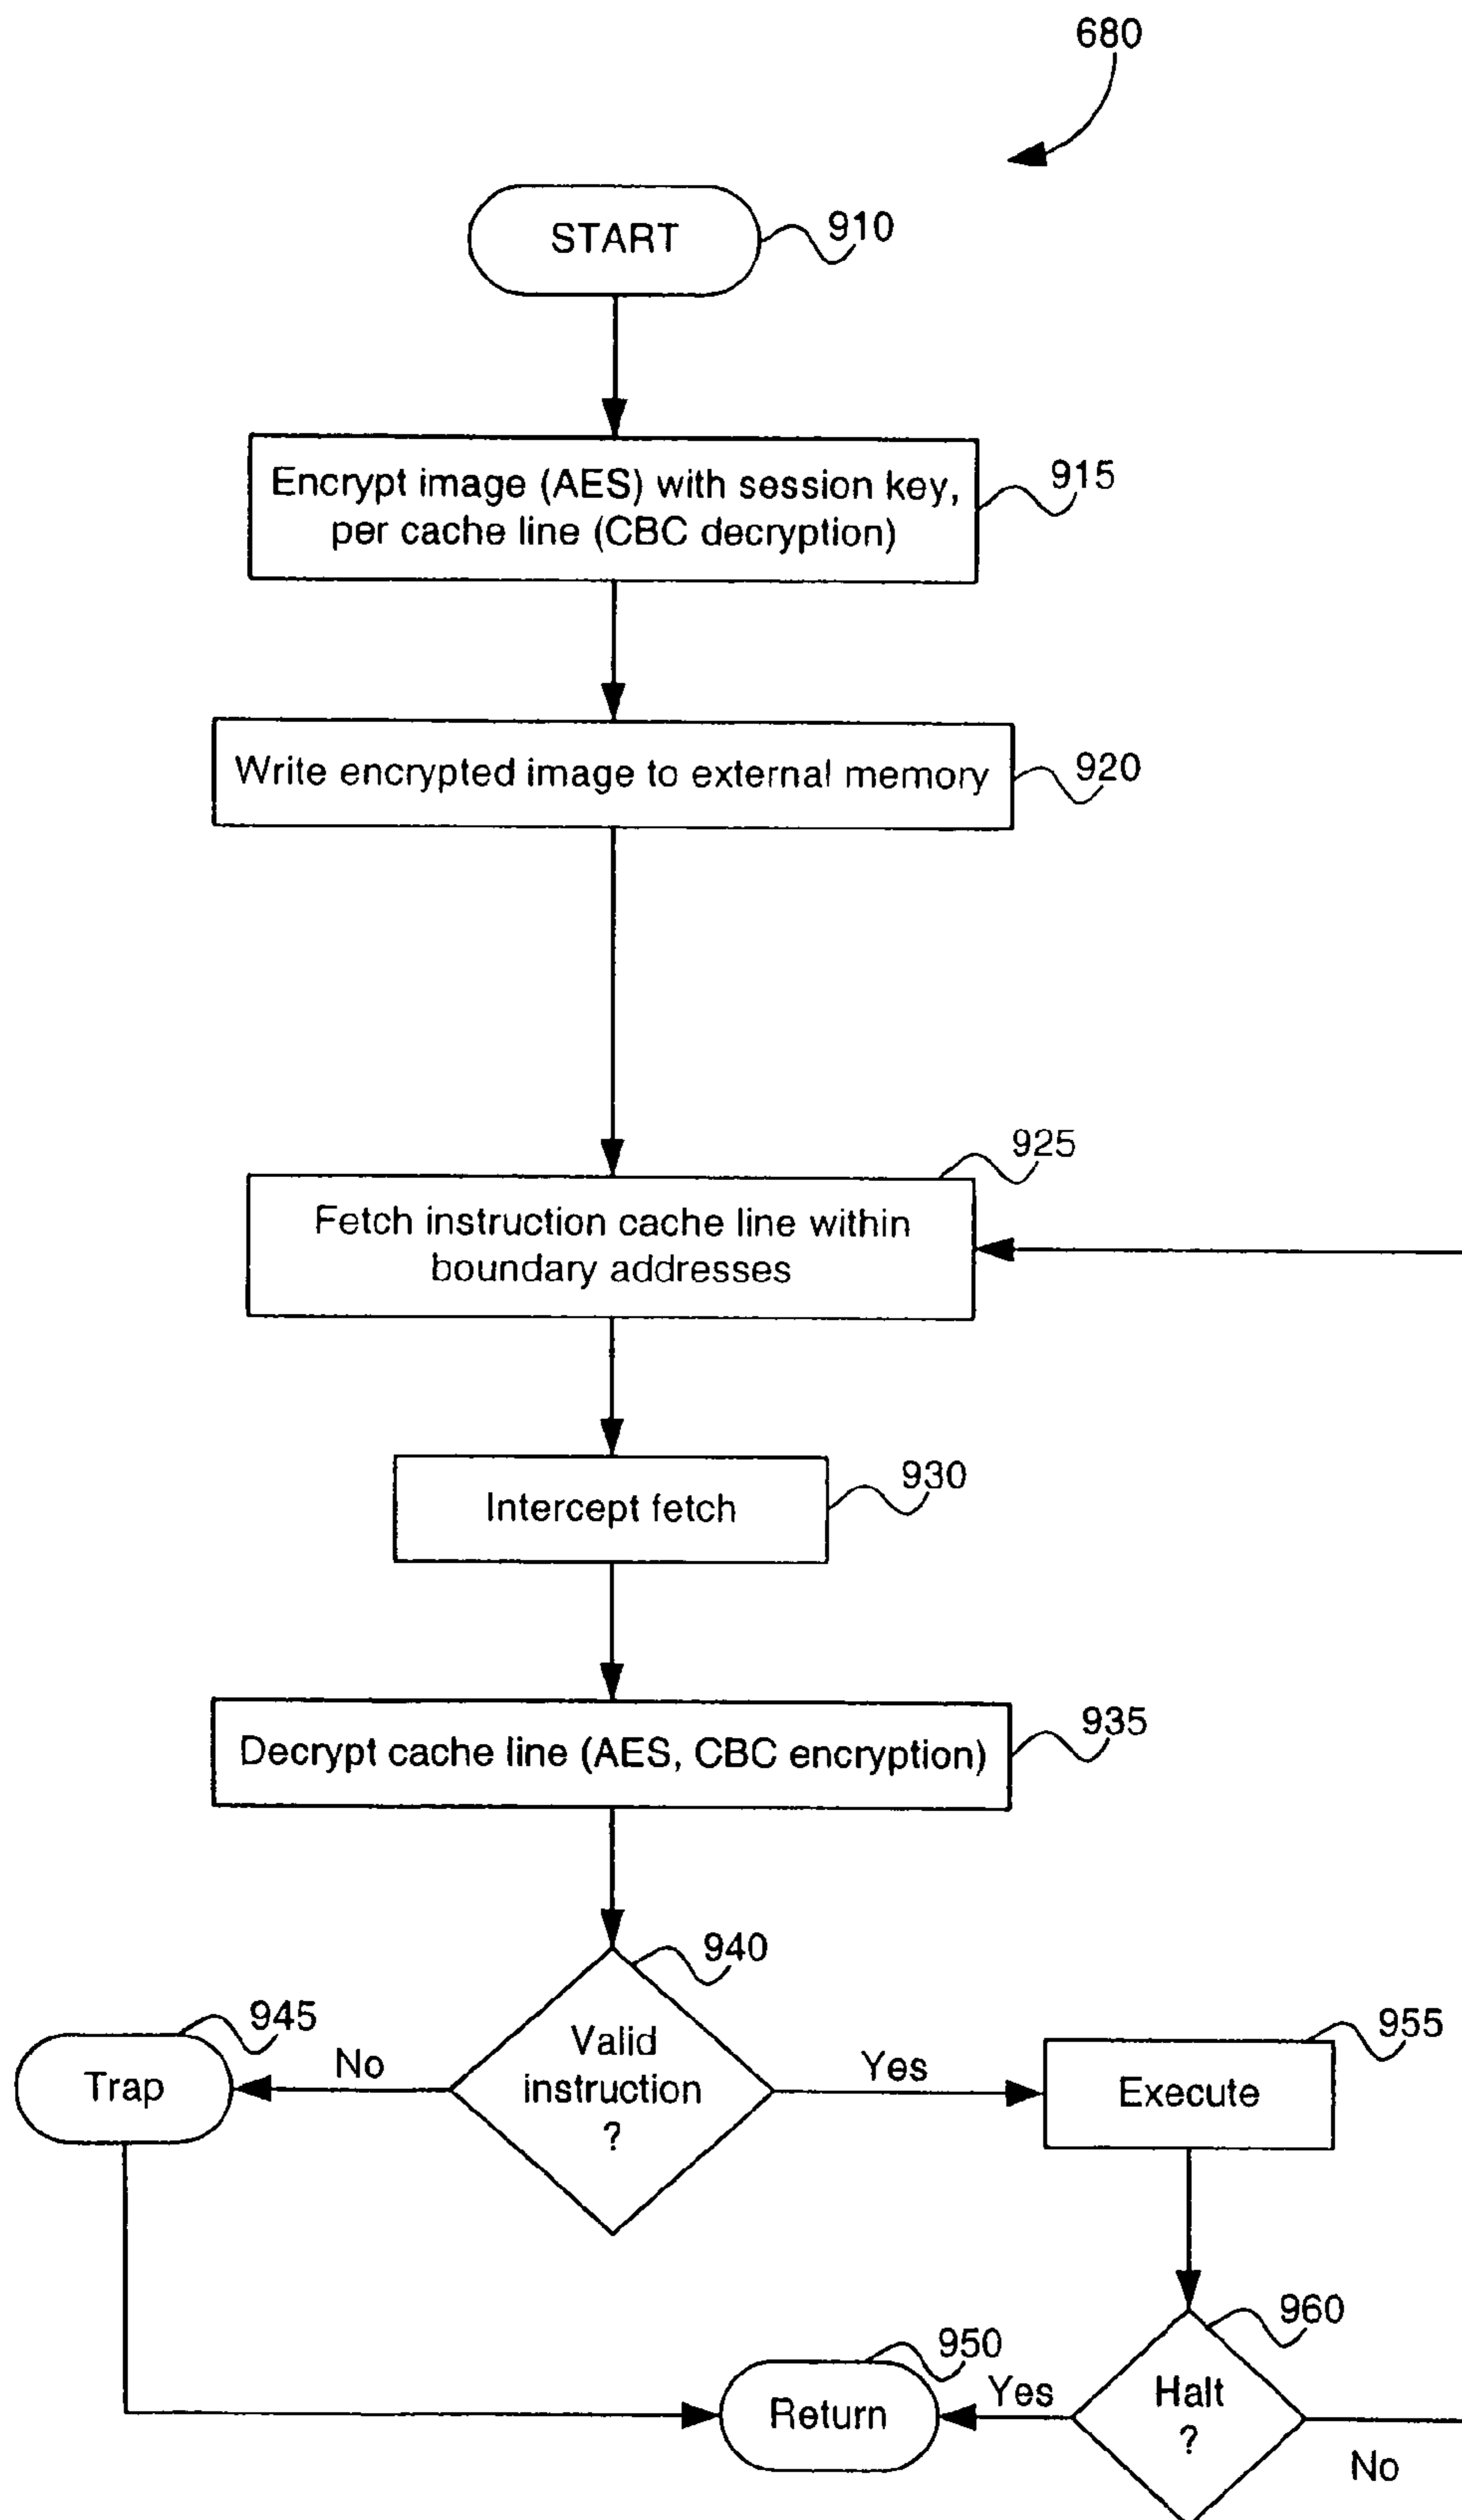 680
START
910
Encrypt image (AES) with session key,
per cache line (CBC decryption)
915
Write encrypted image to external memory
920
925
Fetch instruction cache line within
boundary addresses
Intercept fetch
930
Decrypt cache line (AES, CBC encryption)
935
940
Valid
instruction
?
945
Trap
No
Yes
955
Execute
960
Halt
?
950
Return
Yes
No